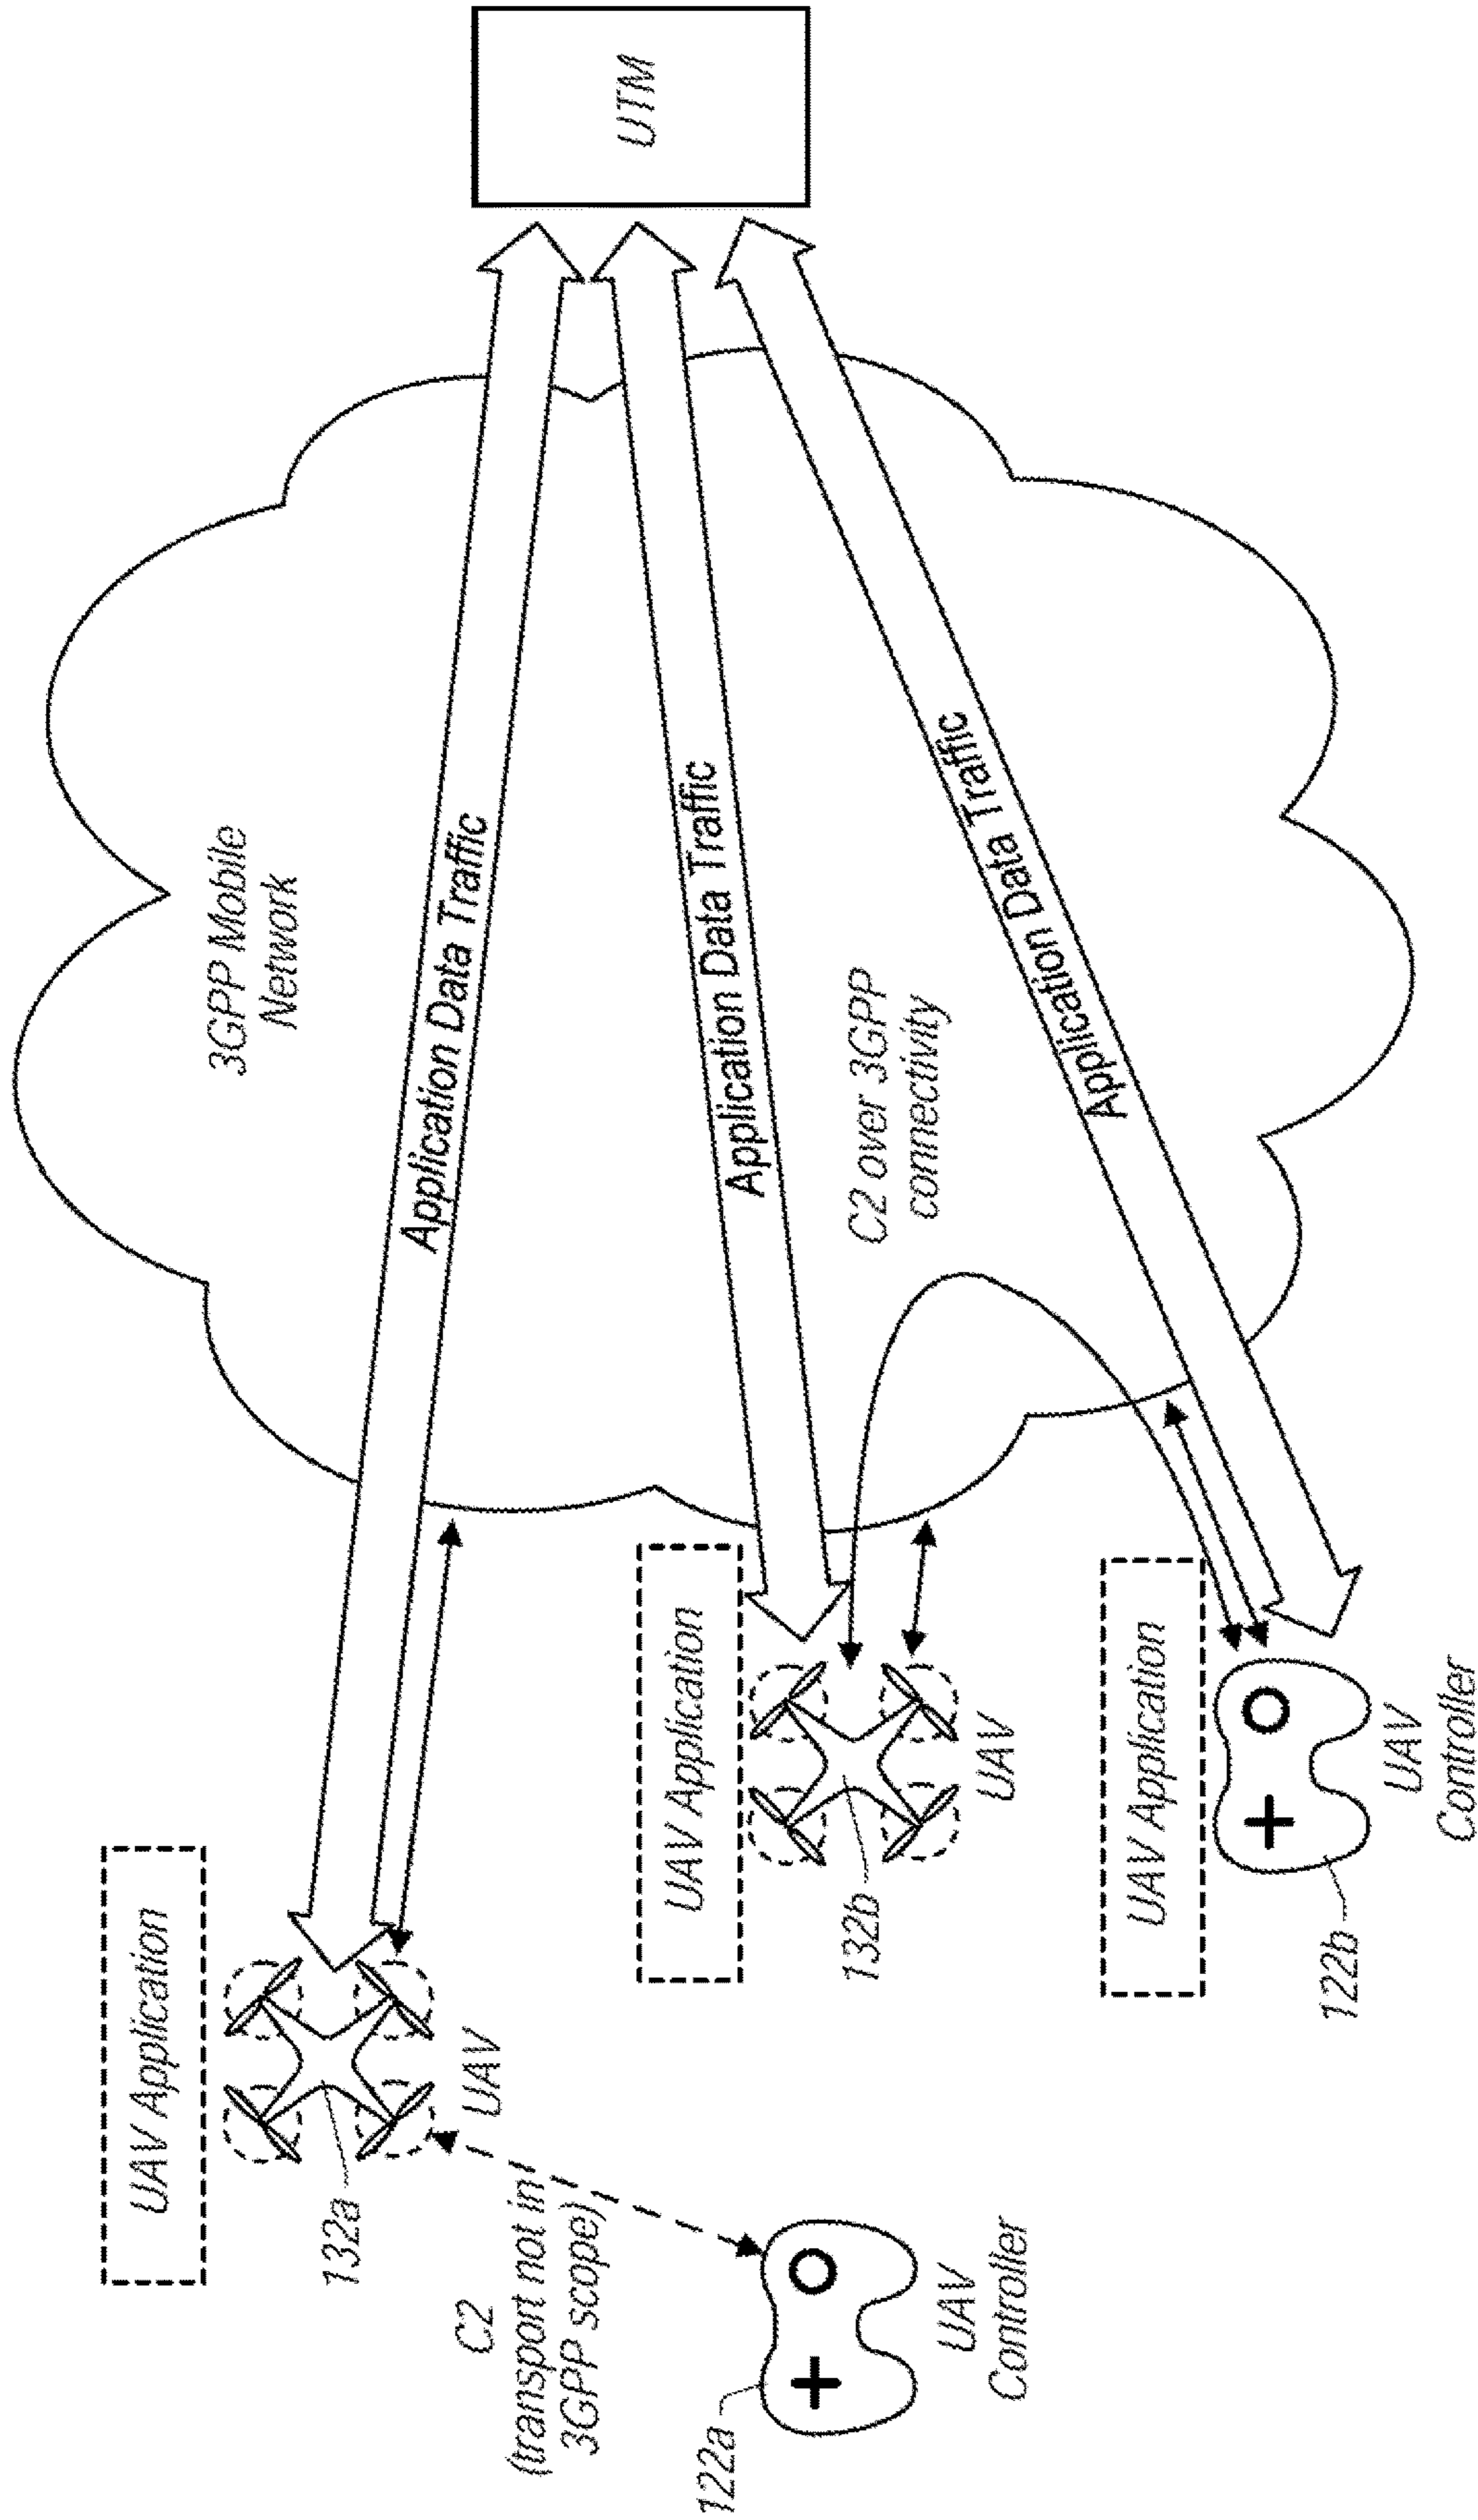 UAV Application
132a
UAV
C2
(transport not in
3GPP scope)
122a
UAV
Controller
3GPP Mobile
Network
Application Data Traffic
UTM
UAV Application
132b
UAV
Application Data Traffic
C2 over 3GPP
connectivity
Application Data Traffic
UAV Application
122b
UAV
Controller